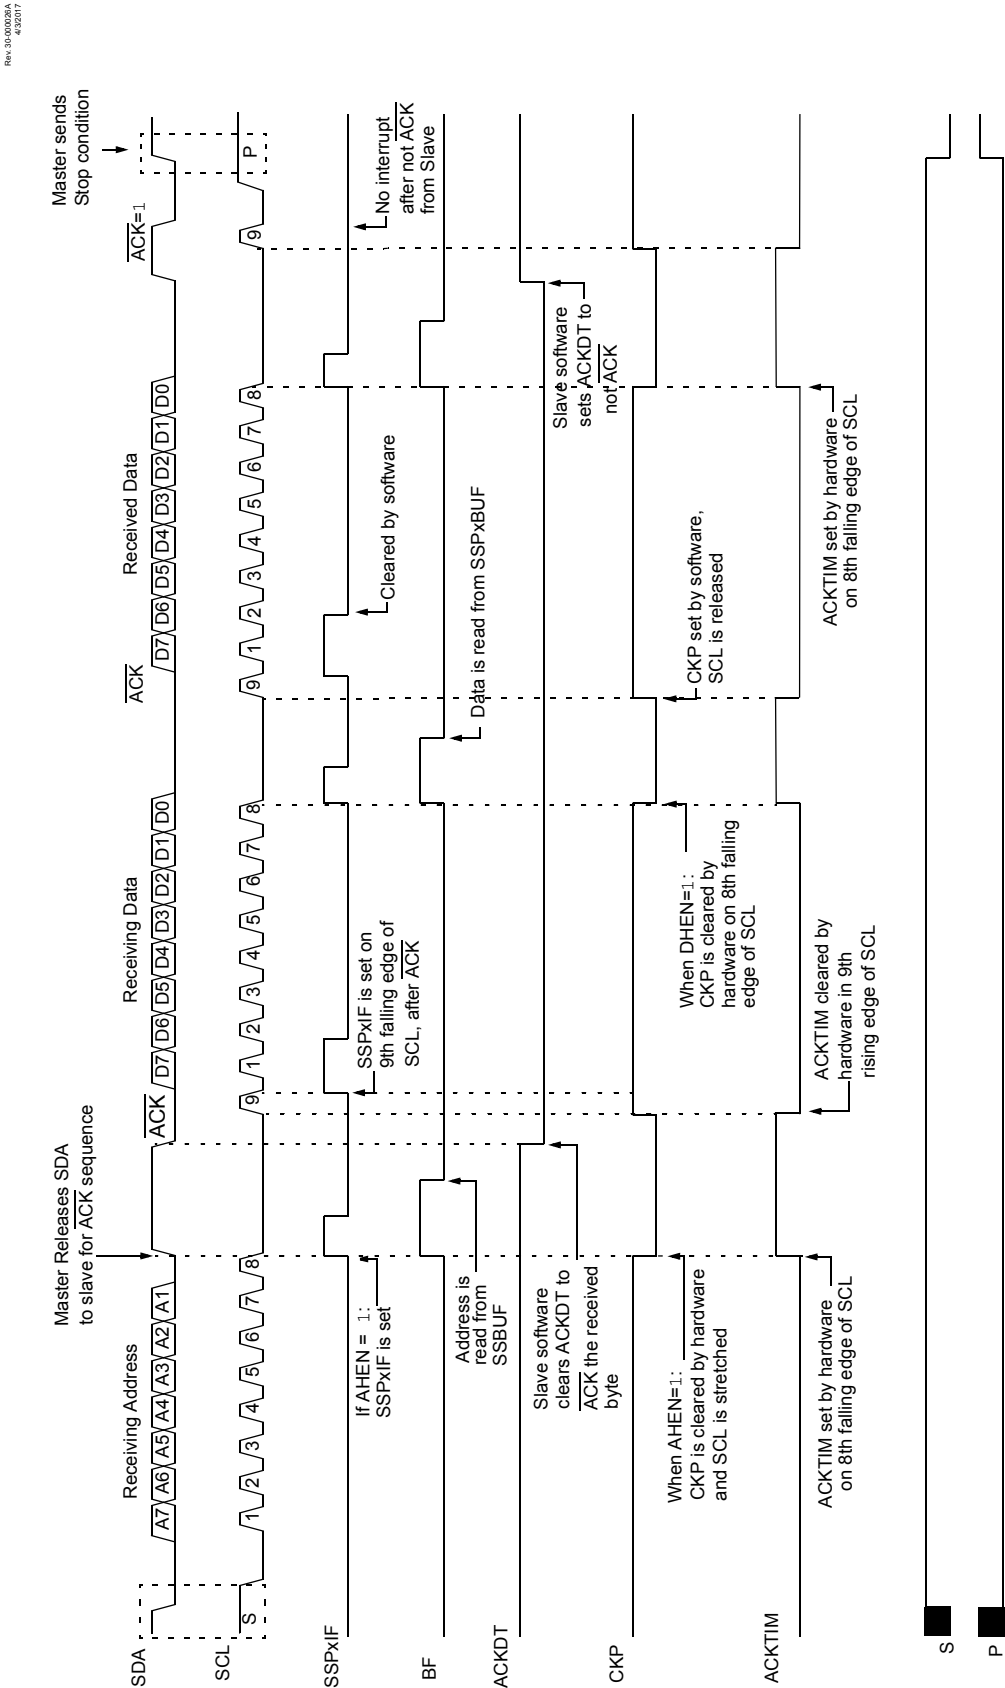 Rev. 30-000026A
4/3/2017
Master Releases SDA
to slave for ACK sequence
Master sends
Stop condition
Receiving Address
Receiving Data
Received Data
ACK
ACK
ACK=1
SDA
A7 A6 A5 A4 A3 A2 A1
D7 D6 D5 D4 D3 D2 D1 D0
D7 D6 D5 D4 D3 D2 D1 D0
SCL
S
1 2 3 4 5 6 7 8 9
1 2 3 4 5 6 7 8 9
1 2 3 4 5 6 7 8 9
P
SSPxIF
If AHEN = 1:
SSPxIF is set
SSPxIF is set on
9th falling edge of
SCL, after ACK
Cleared by software
No interrupt
after not ACK
from Slave
BF
Address is
read from
SSBUF
Data is read from SSPxBUF
ACKDT
Slave software
clears ACKDT to
ACK the received
byte
Slave software
sets ACKDT to
not ACK
CKP
When AHEN=1:
CKP is cleared by hardware
and SCL is stretched
When DHEN=1:
CKP is cleared by
hardware on 8th falling
edge of SCL
CKP set by software,
SCL is released
ACKTIM
ACKTIM set by hardware
on 8th falling edge of SCL
ACKTIM cleared by
hardware in 9th
rising edge of SCL
ACKTIM set by hardware
on 8th falling edge of SCL
S
P